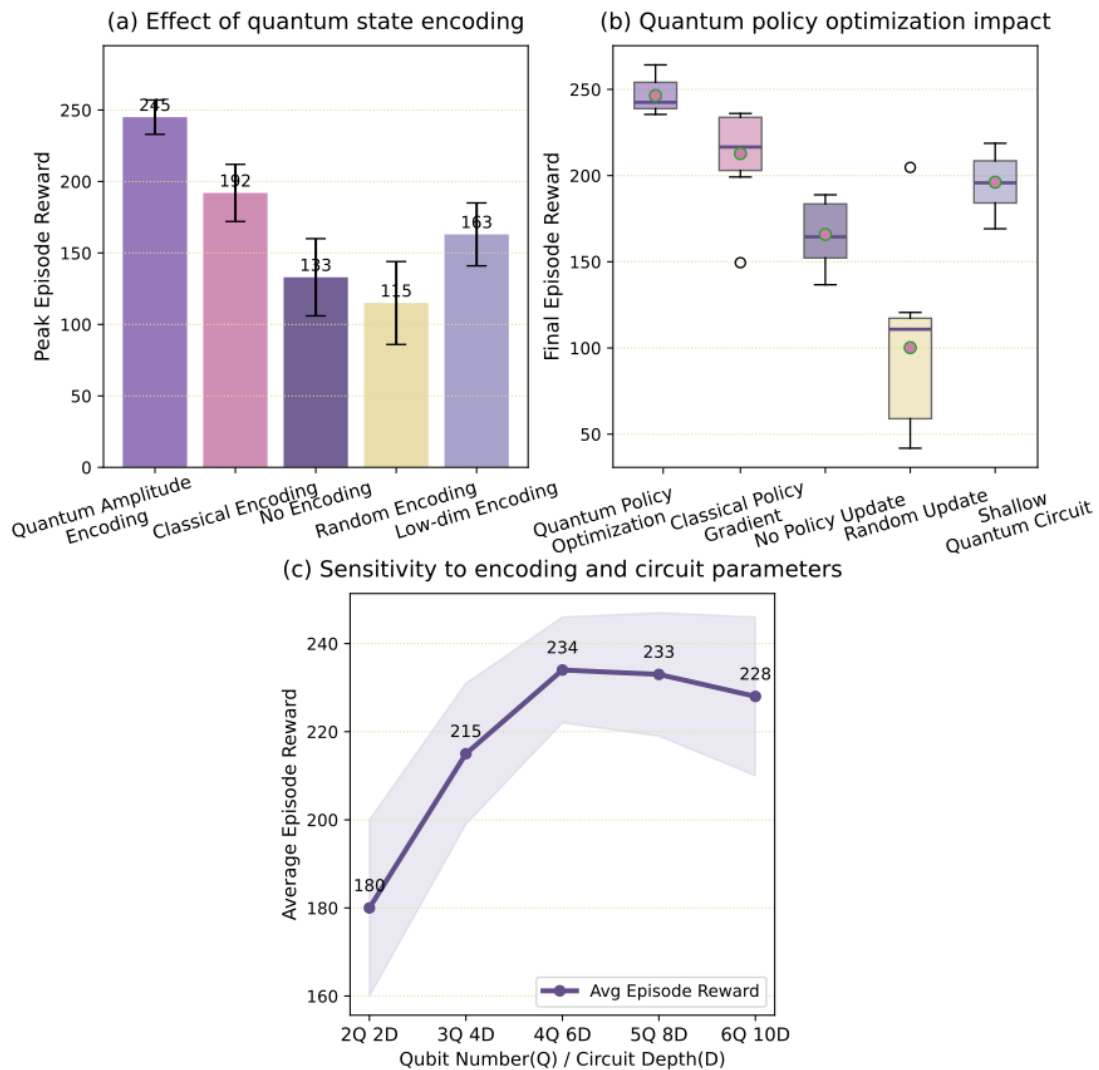 (a) Effect of quantum state encoding
Peak Episode Reward
250
200
150
100
50
0
245
192
133
115
163
Quantum Amplitude
Encoding
Classical Encoding
No Encoding
Random Encoding
Low-dim Encoding
(b) Quantum policy optimization impact
Final Episode Reward
250
200
150
100
50
Quantum Policy
Optimization
Classical Policy
Gradient
No Policy Update
Random Update
Shallow
Quantum Circuit
(c) Sensitivity to encoding and circuit parameters
Average Episode Reward
240
220
200
180
160
180
215
234
233
228
Avg Episode Reward
2Q 2D
3Q 4D
4Q 6D
5Q 8D
6Q 10D
Qubit Number(Q) / Circuit Depth(D)